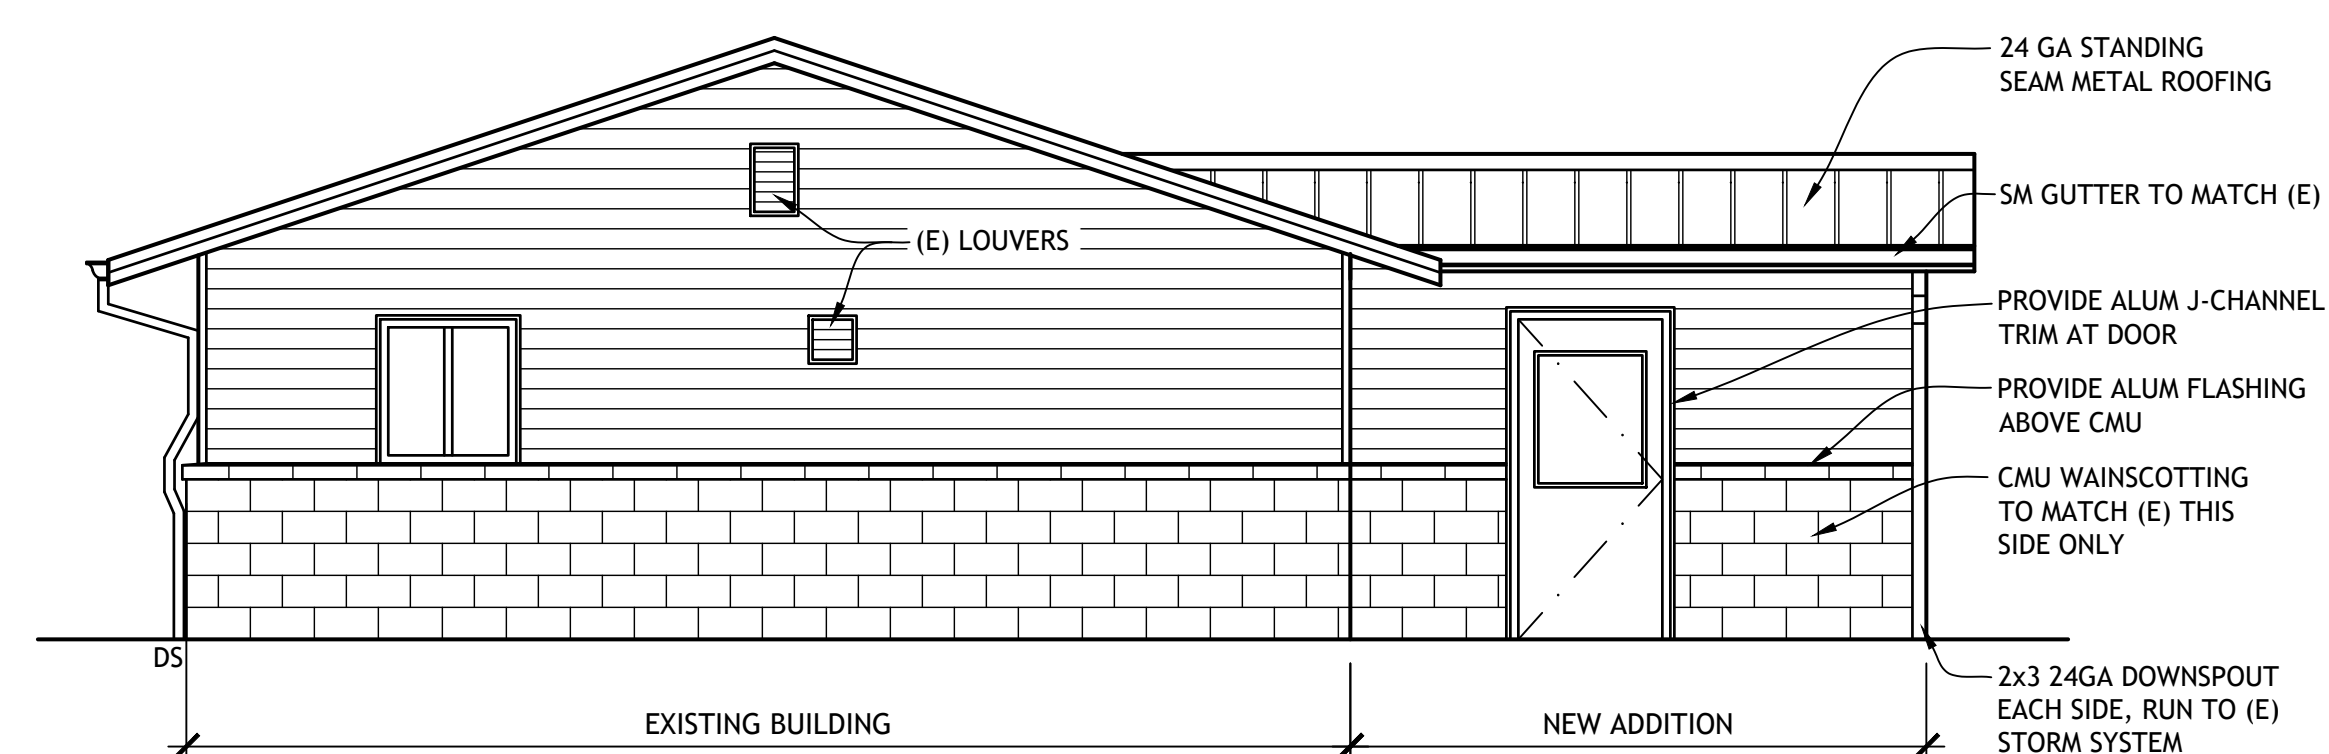 24 GA STANDING
SEAM METAL ROOFING
SM GUTTER TO MATCH (E)
(E) LOUVERS
PROVIDE ALUM J-CHANNEL
TRIM AT DOOR
PROVIDE ALUM FLASHING
ABOVE CMU
CMU WAINSCOTTING
TO MATCH (E) THIS
SIDE ONLY
DS
2x3 24GA DOWNSPOUT
EACH SIDE, RUN TO (E)
STORM SYSTEM
EXISTING BUILDING
NEW ADDITION